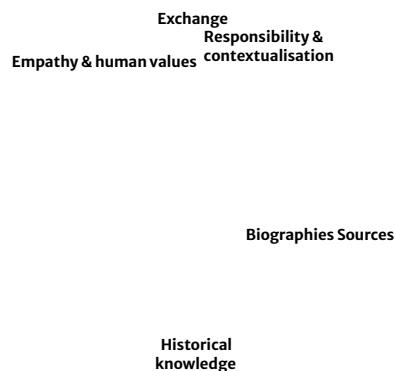 Exchange
Responsibility &
contextualisation
Empathy & human values
Biographies Sources
Historical
knowledge